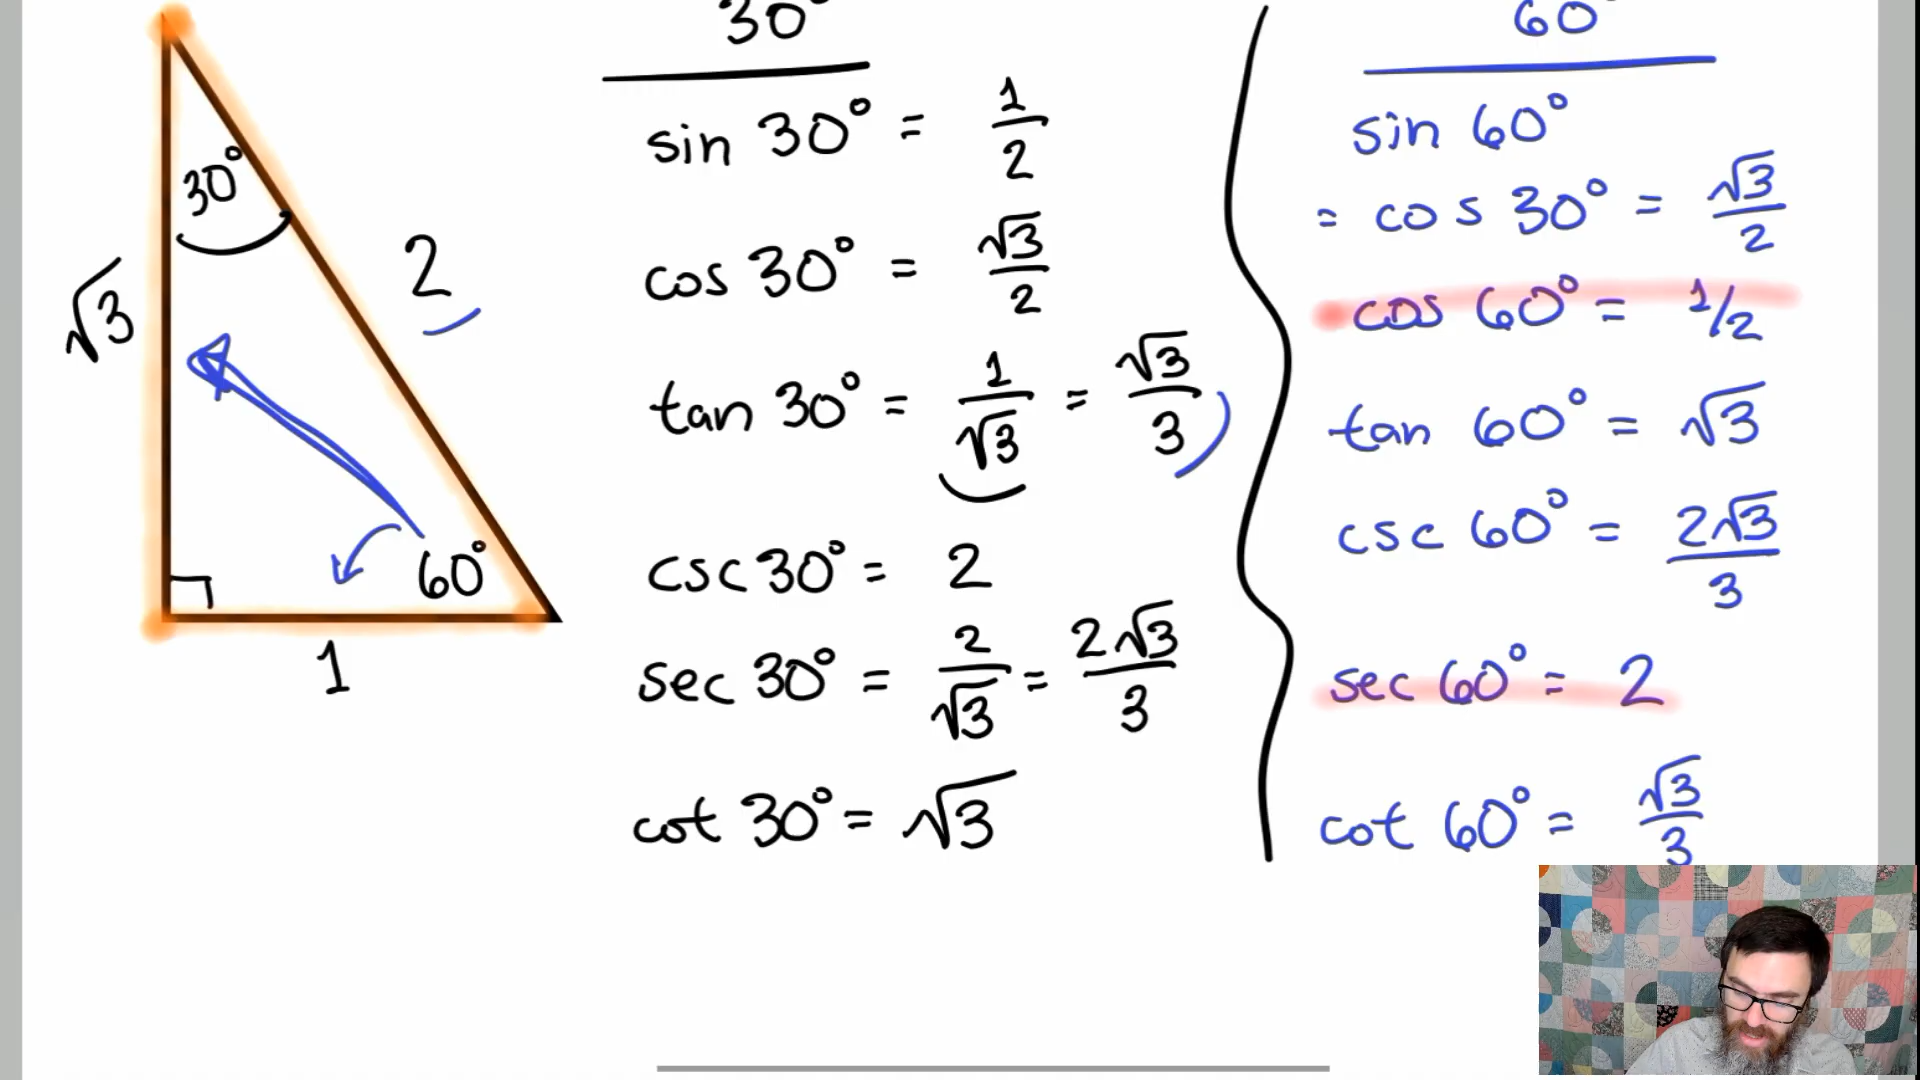 30°
√3
2
60°
1
30°
sin 30° = 1/2
cos 30° = √3/2
tan 30° = 1/√3 = √3/3
csc 30° = 2
sec 30° = 2/√3 = 2√3/3
cot 30° = √3
60°
sin 60°
= cos 30° = √3/2
cos 60° = 1/2
tan 60° = √3
csc 60° = 2√3/3
sec 60° = 2
cot 60° = √3/3